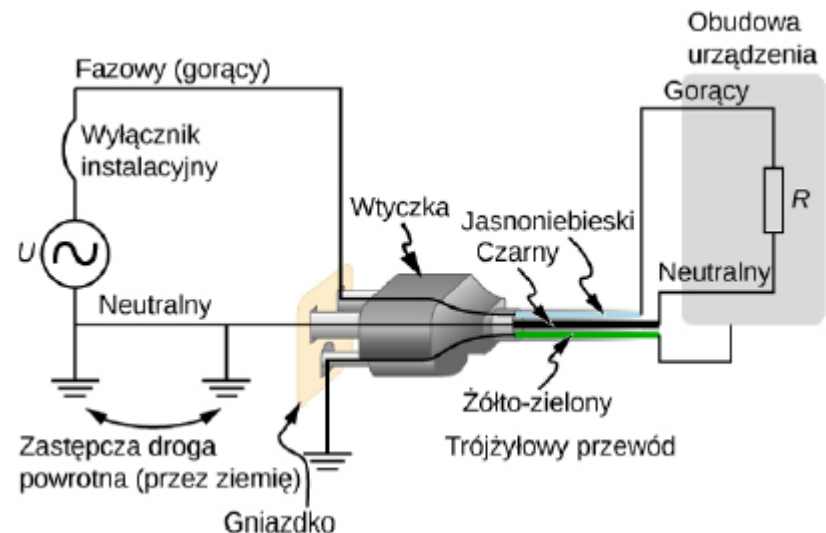 Obudowa
urządzenia
Fazowy (gorący)
Gorący
Wyłącznik
instalacyjny
Wtyczka
Jasnoniebieski
Czarny
R
U
Neutralny
Neutralny
Żółto-zielony
Zastępcza droga
powrotna (przez ziemię)
Trójżyłowy przewód
Gniazdko